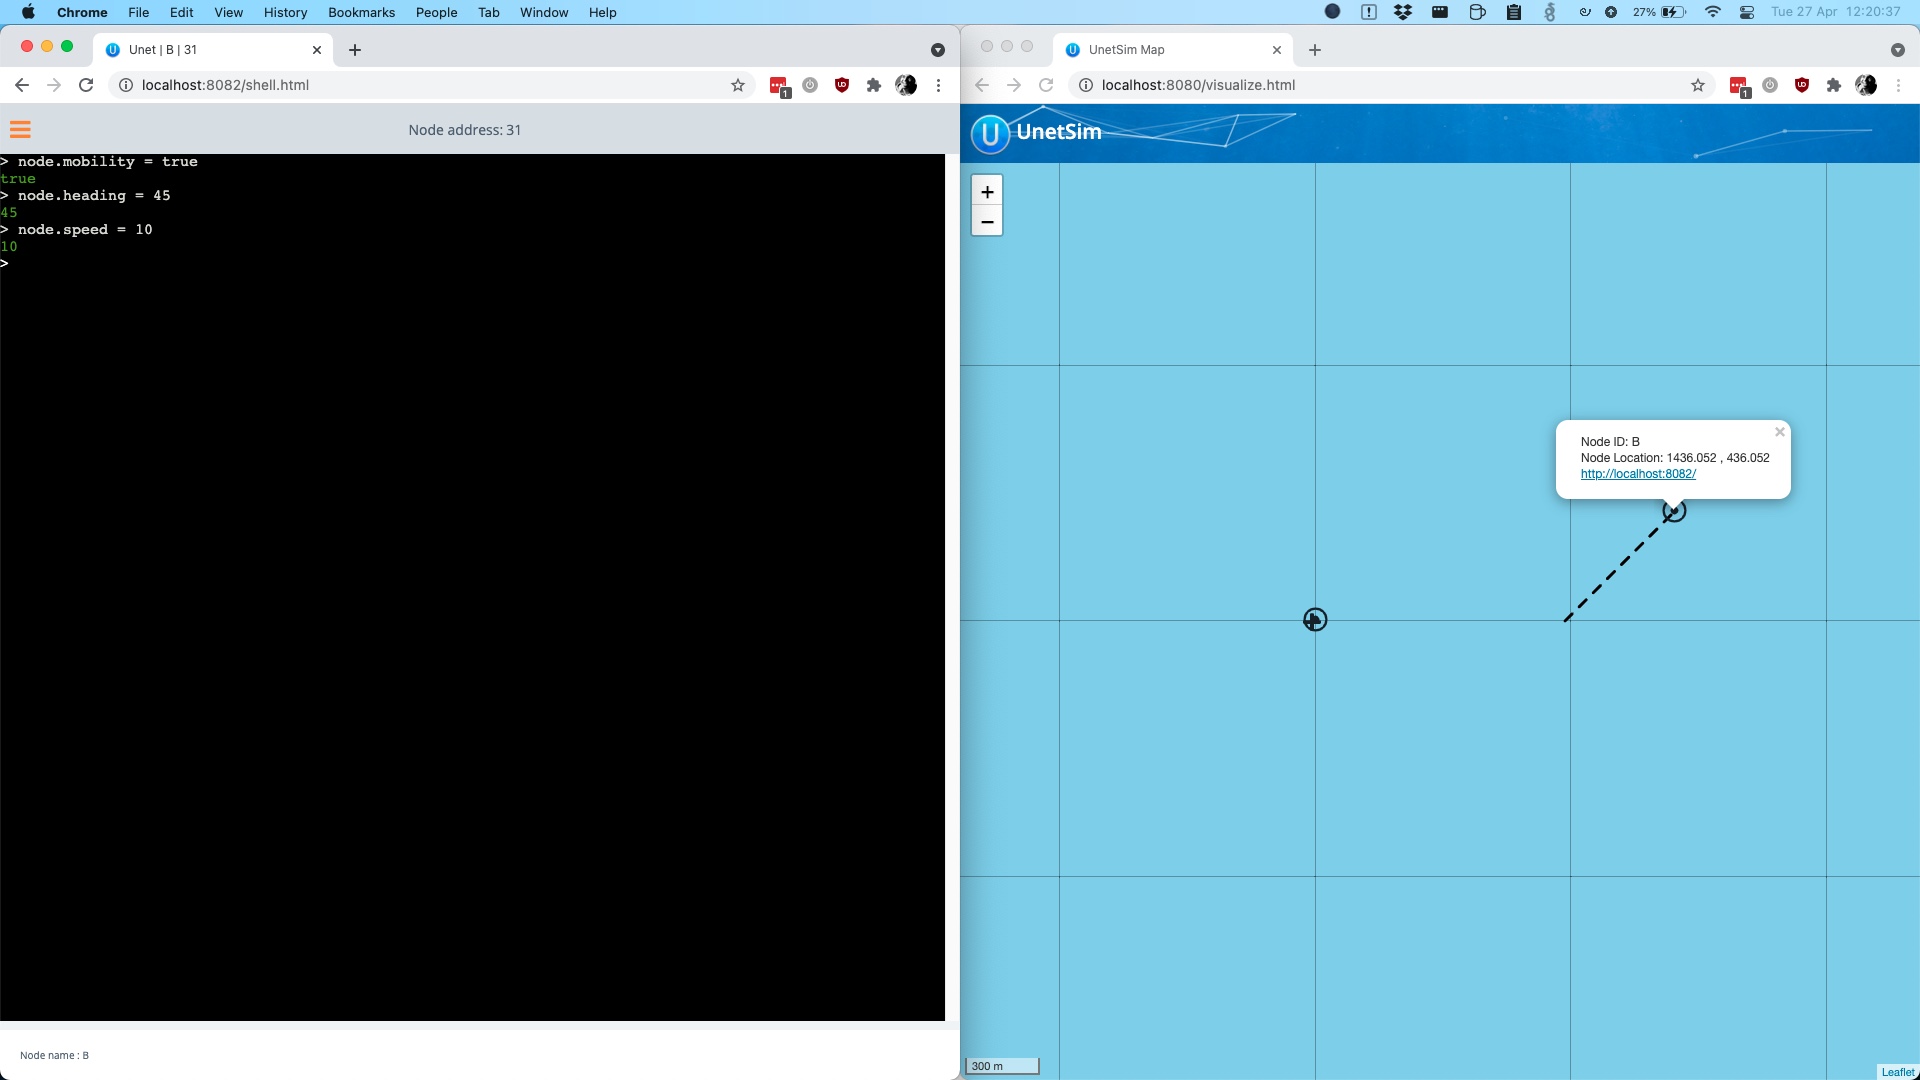 Chrome File Edit View History Bookmarks People Tab Window Help 27% Tue 27 Apr 12:20:37
Unet | B | 31
localhost:8082/shell.html
1
Node address: 31
> node.mobility = true
true
> node.heading = 45
45
> node.speed = 10
10
>
Node name : B
UnetSim Map
localhost:8080/visualize.html
1
UnetSim
+
−
Node ID: B
Node Location: 1436.052 , 436.052
http://localhost:8082/
300 m
Leaflet